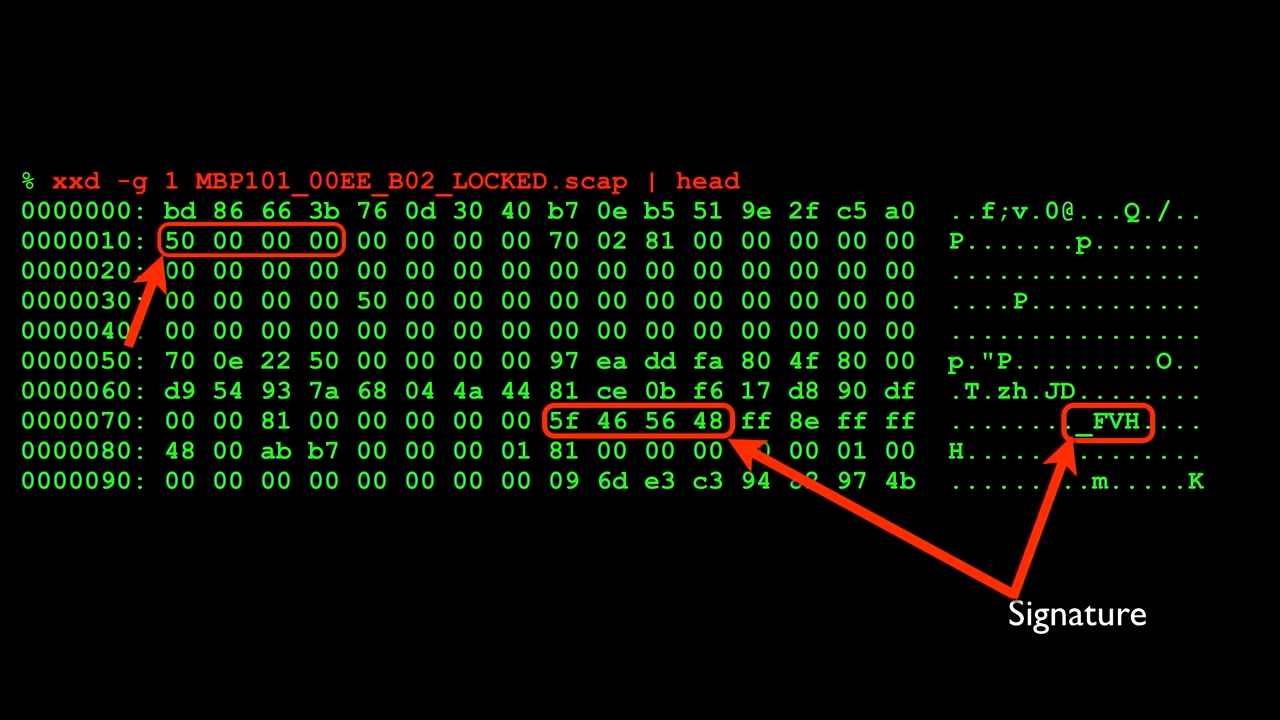 % xxd -g 1 MBP101_00EE_B02_LOCKED.scap | head
0000000: bd 86 66 3b 76 0d 30 40 b7 0e b5 51 9e 2f c5 a0 ..f;v.0@...Q./..
0000010: 50 00 00 00 00 00 00 00 70 02 81 00 00 00 00 00 P.......p.......
0000020: 00 00 00 00 00 00 00 00 00 00 00 00 00 00 00 00 ................
0000030: 00 00 00 00 50 00 00 00 00 00 00 00 00 00 00 00 ....P...........
0000040: 00 00 00 00 00 00 00 00 00 00 00 00 00 00 00 00 ................
0000050: 70 0e 22 50 00 00 00 00 97 ea dd fa 80 4f 80 00 p."P.........O..
0000060: d9 54 93 7a 68 04 4a 44 81 ce 0b f6 17 d8 90 df .T.zh.JD........
0000070: 00 00 81 00 00 00 00 00 5f 46 56 48 ff 8e ff ff ........_FVH....
0000080: 48 00 ab b7 00 00 00 01 81 00 00 00 00 00 01 00 H...............
0000090: 00 00 00 00 00 00 00 00 09 6d e3 c3 94 82 97 4b .........m.....K
Signature